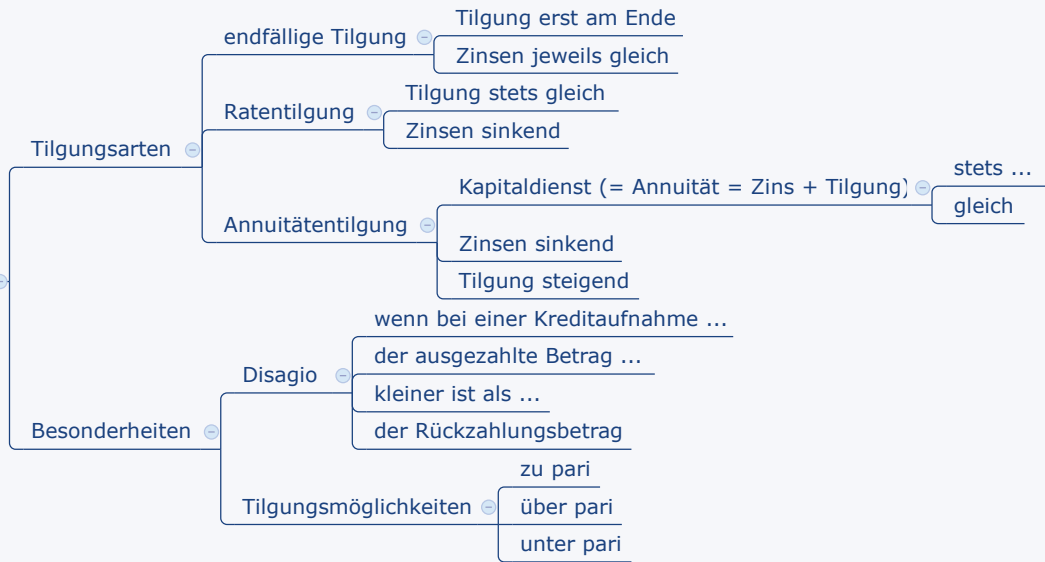 Tilgung erst am Ende
endfällige Tilgung
Zinsen jeweils gleich
Tilgung stets gleich
Ratentilgung
Zinsen sinkend
Tilgungsarten
stets ...
Kapitaldienst (= Annuität = Zins + Tilgung)
gleich
Annuitätentilgung
Zinsen sinkend
Tilgung steigend
wenn bei einer Kreditaufnahme ...
der ausgezahlte Betrag ...
Disagio
kleiner ist als ...
Besonderheiten
der Rückzahlungsbetrag
zu pari
Tilgungsmöglichkeiten
über pari
unter pari